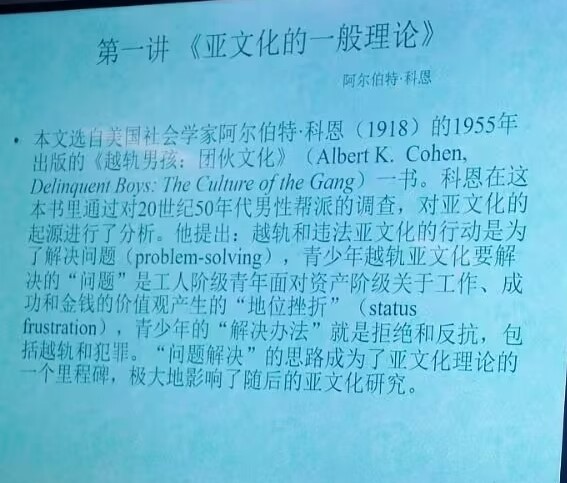 第一讲 《亚文化的一般理论》
阿尔伯特·科恩
• 本文选自美国社会学家阿尔伯特·科恩（1918）的1955年
出版的《越轨男孩：团伙文化》（Albert K. Cohen,
Delinquent Boys: The Culture of the Gang）一书。科恩在这
本书里通过对20世纪50年代男性帮派的调查，对亚文化的
起源进行了分析。他提出：越轨和违法亚文化的行动是为
了解决问题（problem-solving），青少年越轨亚文化要解
决的“问题”是工人阶级青年面对资产阶级关于工作、成
功和金钱的价值观产生的“地位挫折”（status
frustration），青少年的“解决办法”就是拒绝和反抗，包
括越轨和犯罪。“问题解决”的思路成为了亚文化理论的
一个里程碑，极大地影响了随后的亚文化研究。